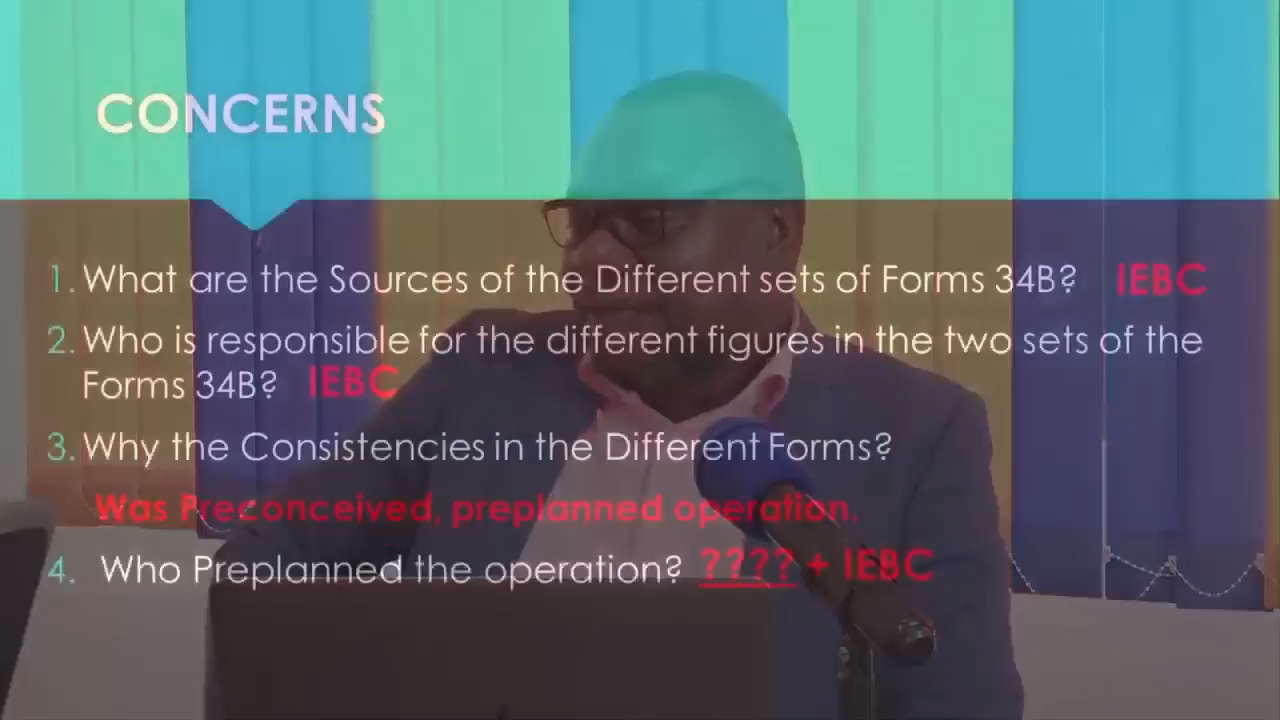 CONCERNS
1. What are the Sources of the Different sets of Forms 34B? IEBC
2. Who is responsible for the different figures in the two sets of the
Forms 34B? IEBC
3. Why the Consistencies in the Different Forms?
Was Preconceived, preplanned operation.
4. Who Preplanned the operation? ???? + IEBC